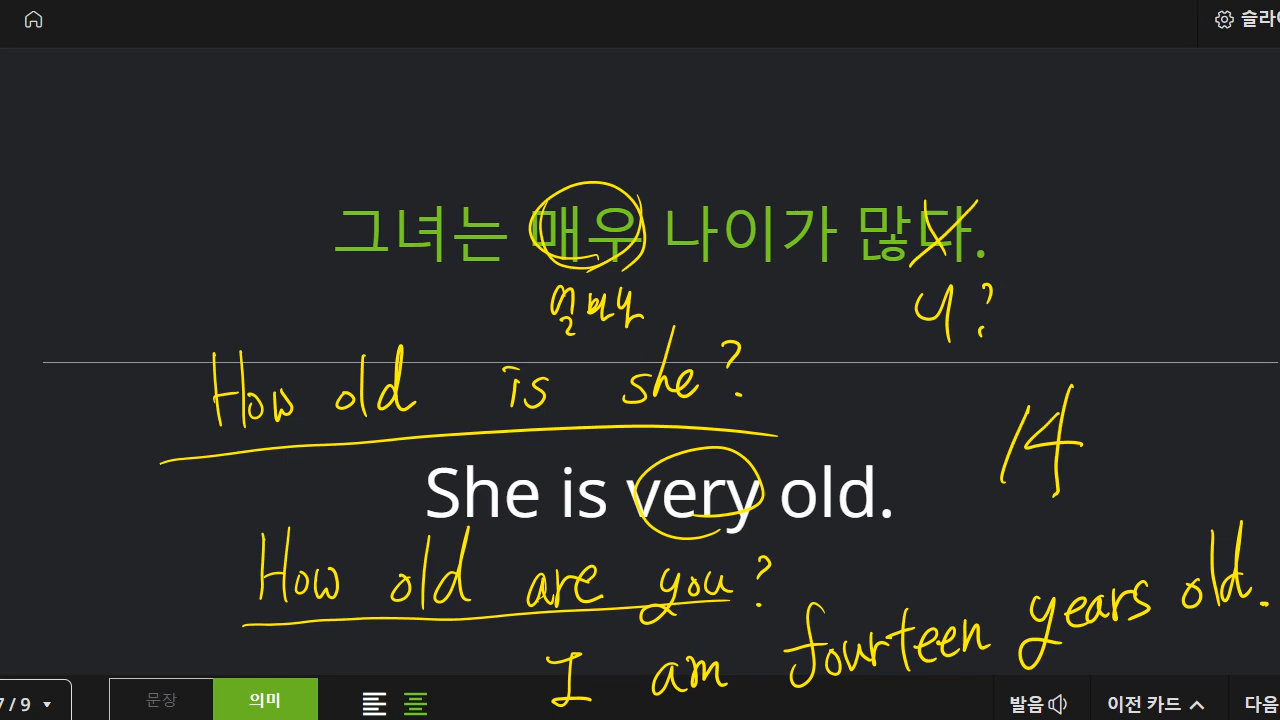 슬라이
그녀는 매우 나이가 많다.
얼마나
니?
How old is she?
14
She is very old.
How old are you?
I am fourteen years old.
7 / 9
문장
의미
발음
이전 카드
다음